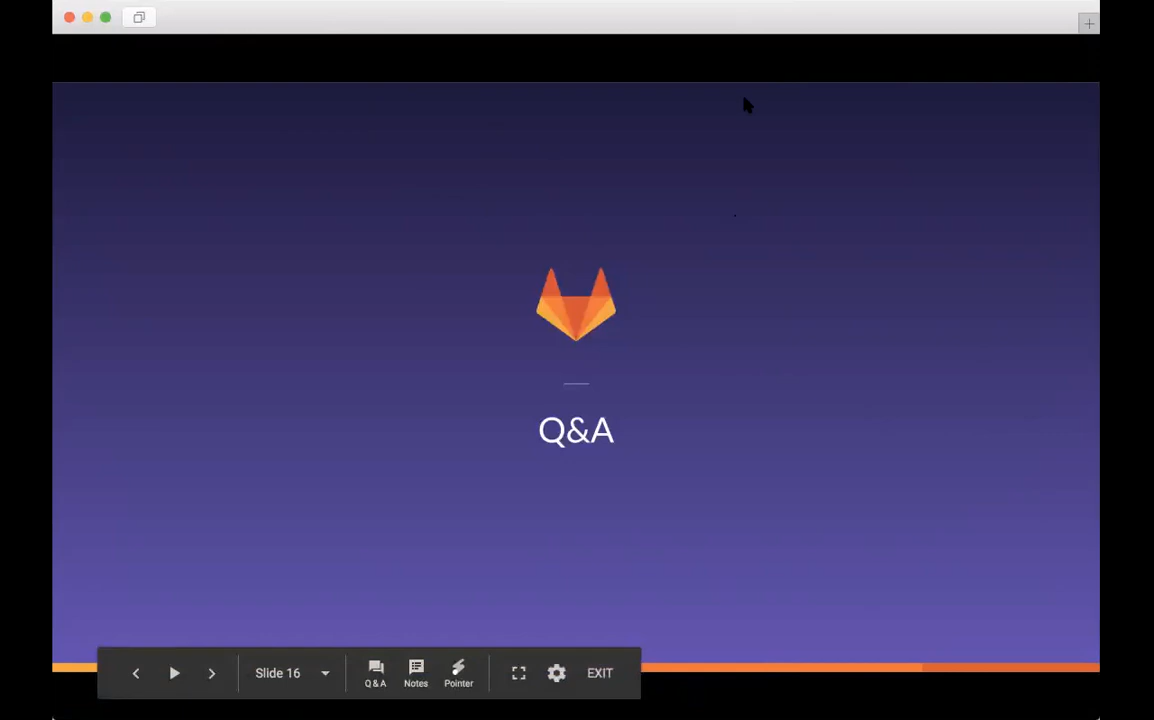 Q&A
Slide 16
Q & A
Notes
Pointer
EXIT